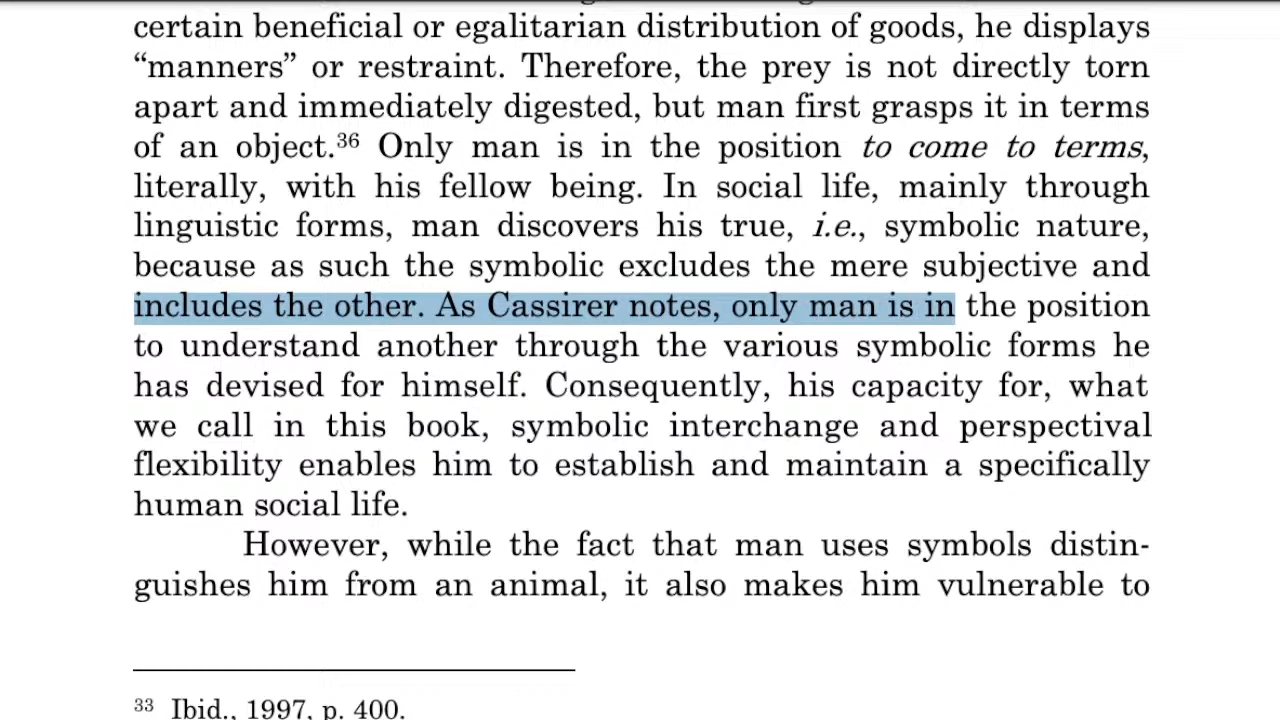 certain beneficial or egalitarian distribution of goods, he displays
“manners” or restraint. Therefore, the prey is not directly torn
apart and immediately digested, but man first grasps it in terms
of an object.³⁶ Only man is in the position to come to terms,
literally, with his fellow being. In social life, mainly through
linguistic forms, man discovers his true, i.e., symbolic nature,
because as such the symbolic excludes the mere subjective and
includes the other. As Cassirer notes, only man is in the position
to understand another through the various symbolic forms he
has devised for himself. Consequently, his capacity for, what
we call in this book, symbolic interchange and perspectival
flexibility enables him to establish and maintain a specifically
human social life.
However, while the fact that man uses symbols distin-
guishes him from an animal, it also makes him vulnerable to
³³ Ibid., 1997, p. 400.